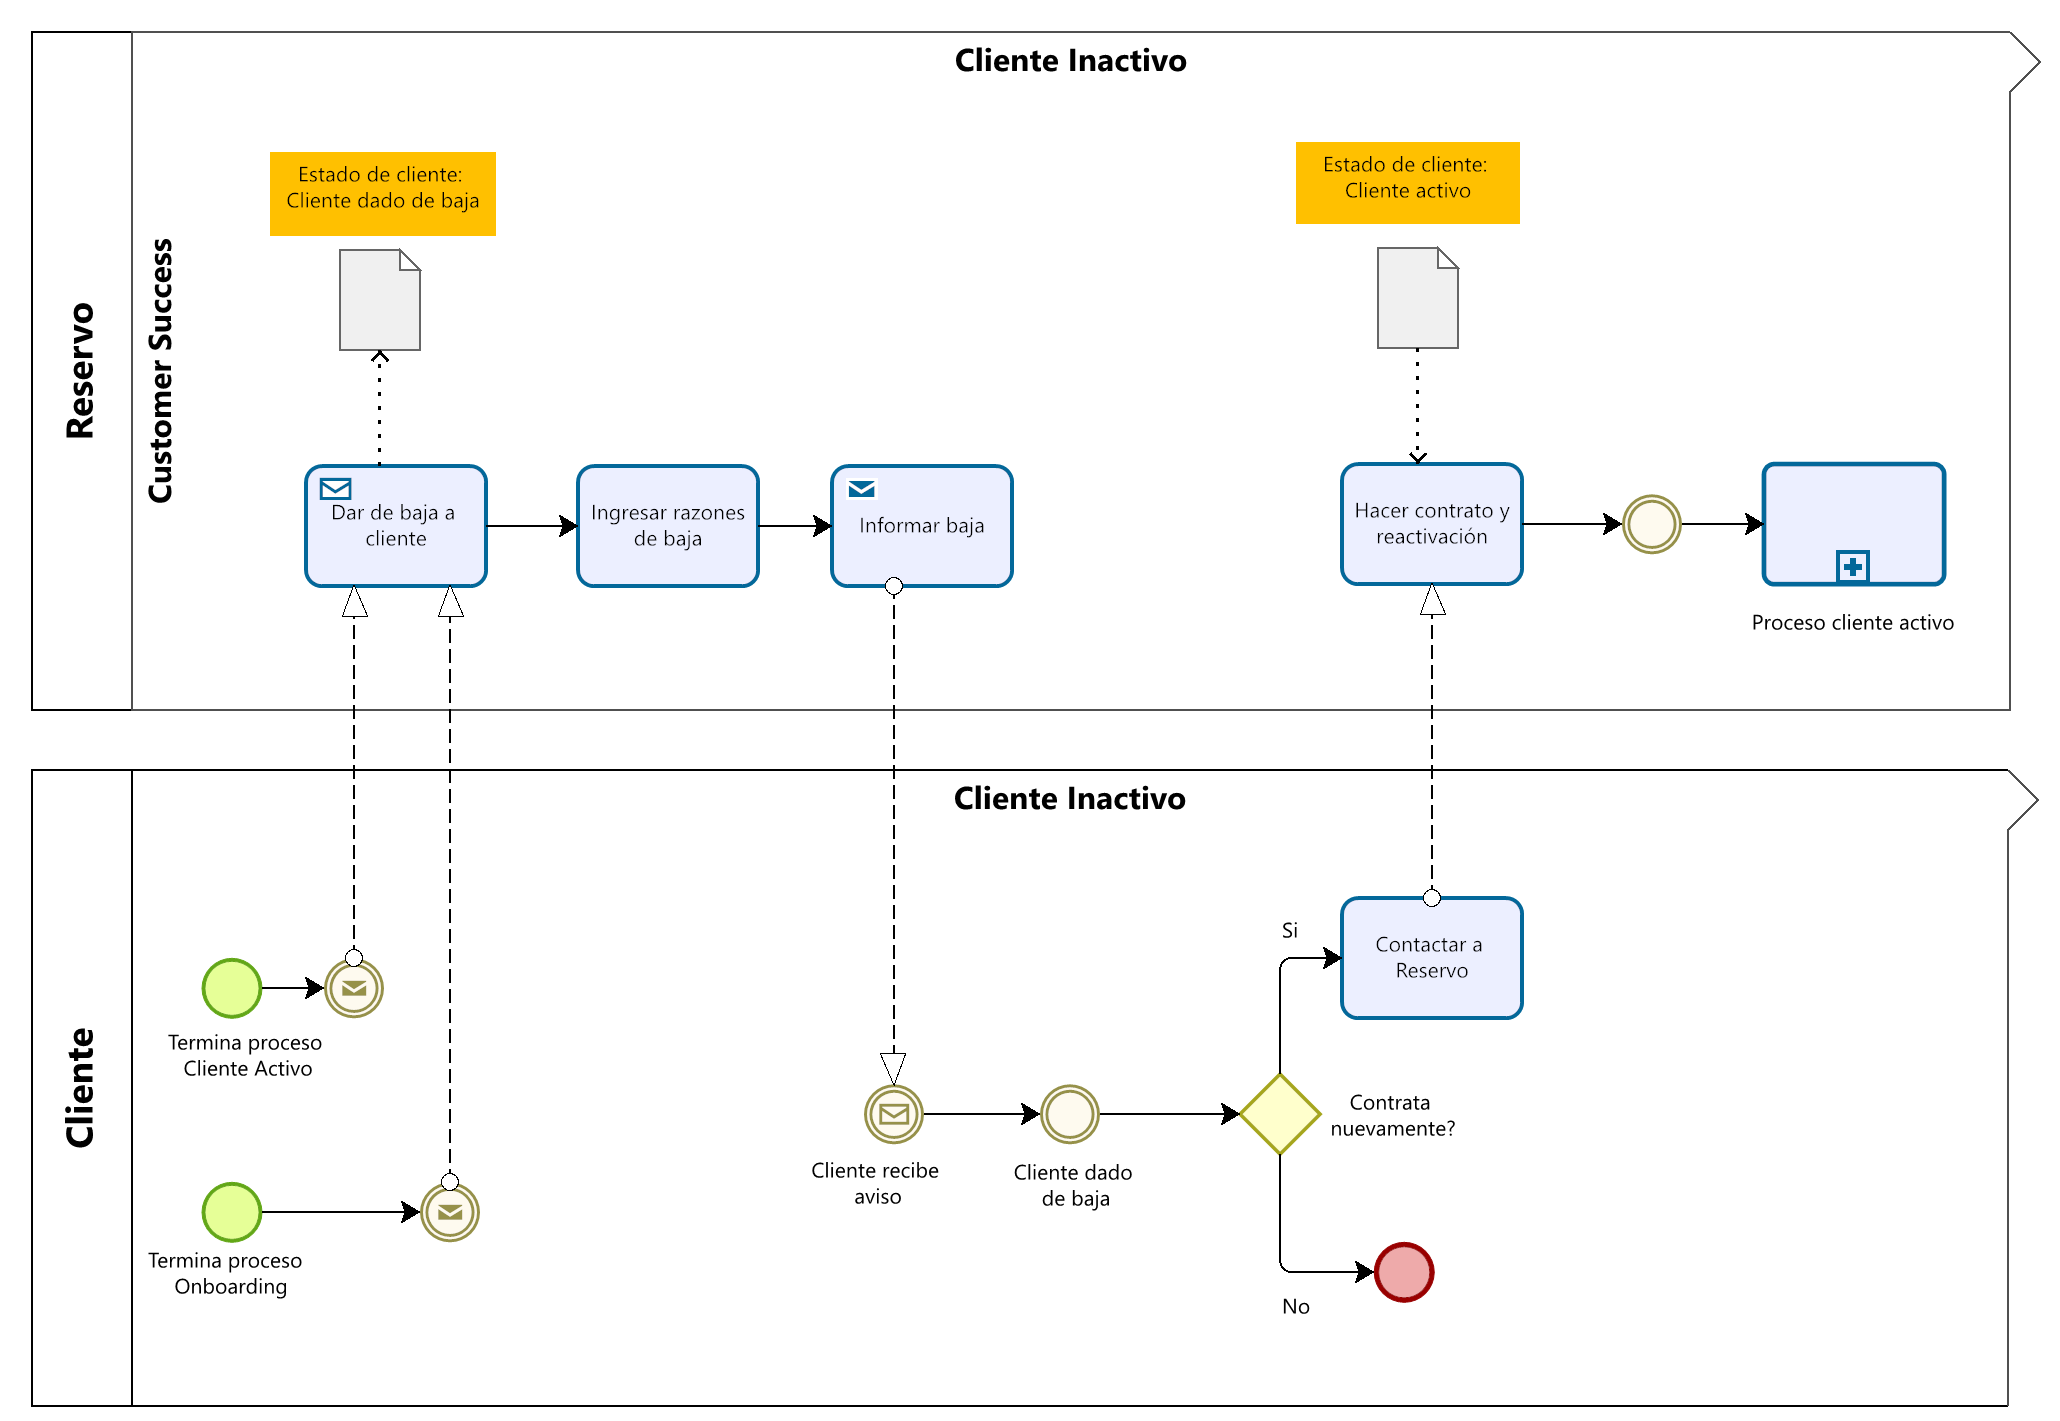 Cliente Inactivo
Reservo
Customer Success
Estado de cliente:
Cliente dado de baja
Estado de cliente:
Cliente activo
Dar de baja a
cliente
Ingresar razones
de baja
Informar baja
Hacer contrato y
reactivación
Proceso cliente activo
Cliente Inactivo
Cliente
Termina proceso
Cliente Activo
Termina proceso
Onboarding
Cliente recibe
aviso
Cliente dado
de baja
Si
Contactar a
Reservo
Contrata
nuevamente?
No